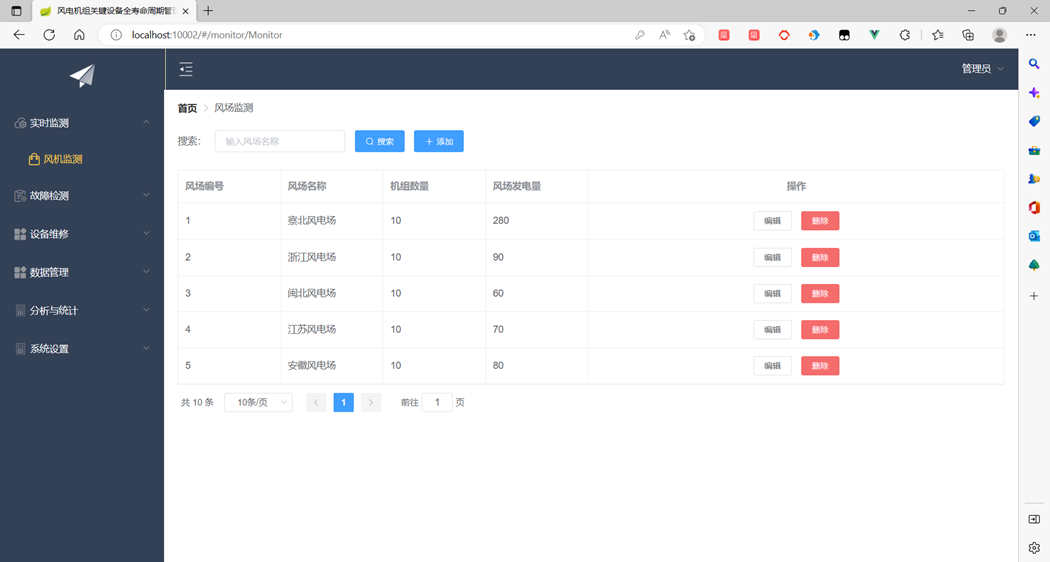 风电机组关键设备全寿命周期管
localhost:10002/#/monitor/Monitor
管理员
实时监测
风机监测
故障检测
设备维修
数据管理
分析与统计
系统设置
首页 > 风场监测
搜索: 输入风场名称 搜索 + 添加
风场编号 风场名称 机组数量 风场发电量 操作
1 察北风电场 10 280 编辑 删除
2 浙江风电场 10 90 编辑 删除
3 闽北风电场 10 60 编辑 删除
4 江苏风电场 10 70 编辑 删除
5 安徽风电场 10 80 编辑 删除
共 10 条 10条/页 < 1 > 前往 1 页